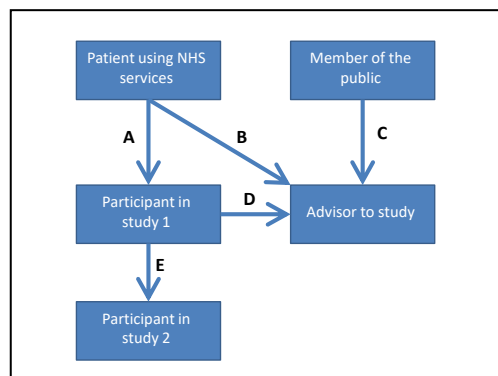 Patient using NHS
services
Member of the
public
A
B
C
Participant in
study 1
D
Advisor to study
E
Participant in
study 2